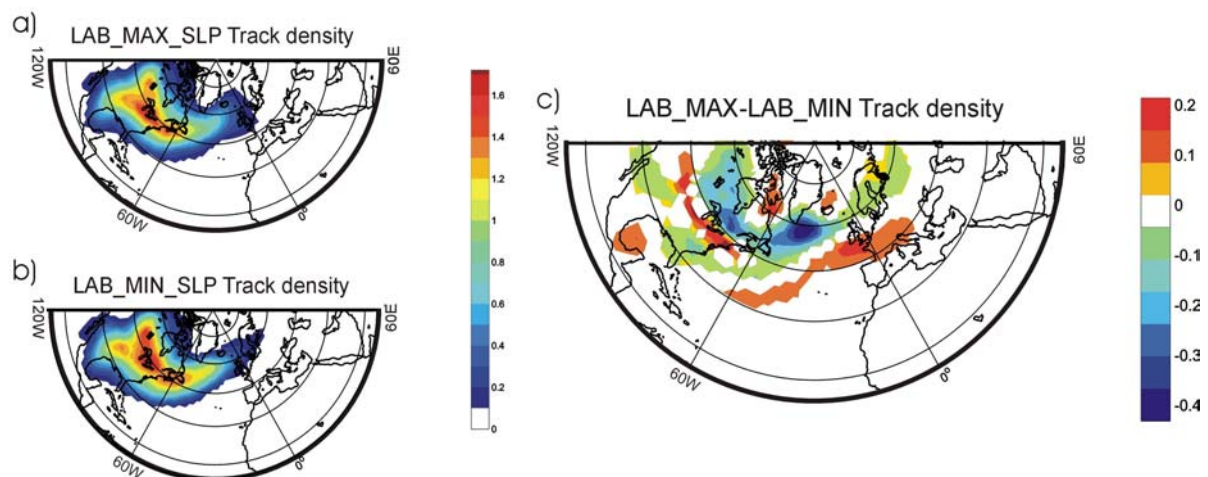 a)
LAB_MAX_SLP Track density
120W
60E
60W
0°
b)
LAB_MIN_SLP Track density
120W
60E
60W
0°
1.6
1.4
1.2
1
0.8
0.6
0.4
0.2
0
c)
LAB_MAX-LAB_MIN Track density
120W
60E
60W
0°
0.2
0.1
0
-0.1
-0.2
-0.3
-0.4